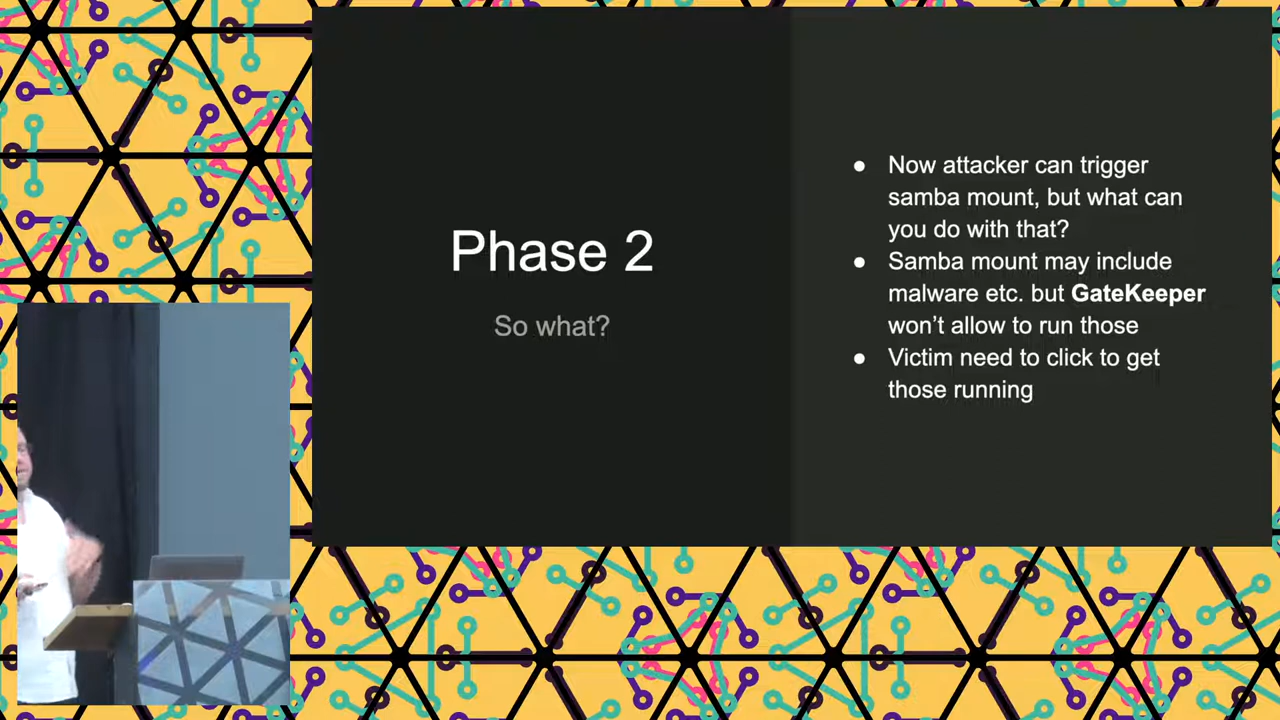 Phase 2
So what?
● Now attacker can trigger
samba mount, but what can
you do with that?
● Samba mount may include
malware etc. but GateKeeper
won't allow to run those
● Victim need to click to get
those running